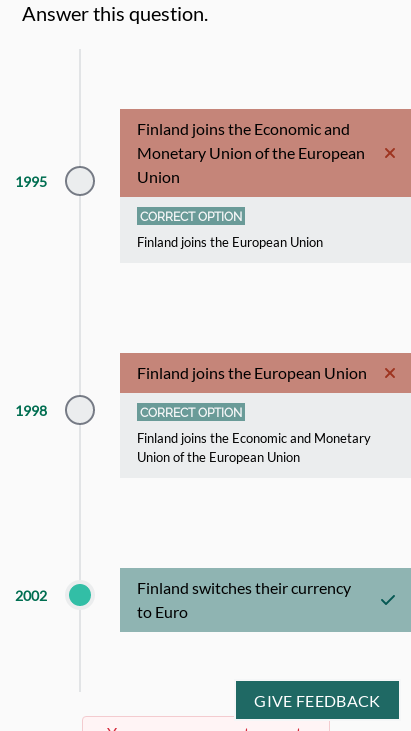 Answer this question.
Finland joins the Economic and
Monetary Union of the European
Union
1995
CORRECT OPTION
Finland joins the European Union
Finland joins the European Union
1998
CORRECT OPTION
Finland joins the Economic and Monetary
Union of the European Union
2002
Finland switches their currency
to Euro
GIVE FEEDBACK